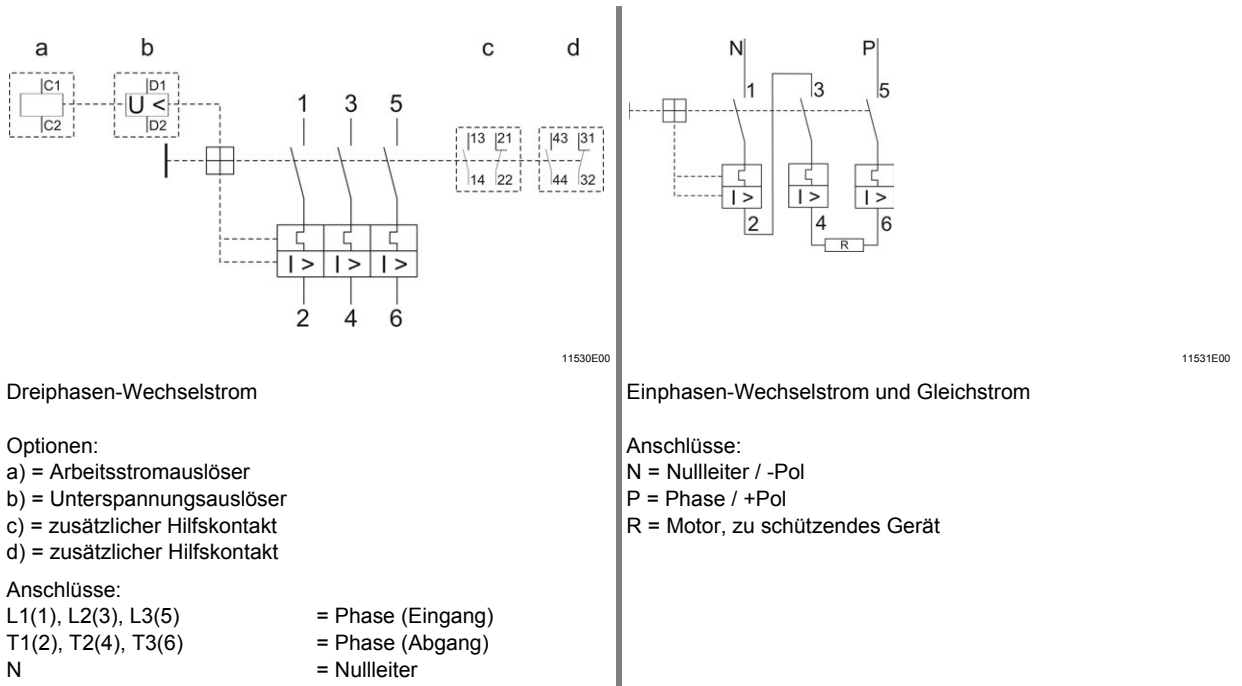 a
b
c
d
C1
C2
D1
U <
D2
1 3 5
13 21
14 22
43 31
44 32
I > I > I >
2 4 6
11530E00
Dreiphasen-Wechselstrom
Optionen:
a) = Arbeitsstromauslöser
b) = Unterspannungsauslöser
c) = zusätzlicher Hilfskontakt
d) = zusätzlicher Hilfskontakt
Anschlüsse:
L1(1), L2(3), L3(5) = Phase (Eingang)
T1(2), T2(4), T3(6) = Phase (Abgang)
N = Nullleiter
N P
1 3 5
I > I > I >
2 4 6
R
11531E00
Einphasen-Wechselstrom und Gleichstrom
Anschlüsse:
N = Nullleiter / -Pol
P = Phase / +Pol
R = Motor, zu schützendes Gerät